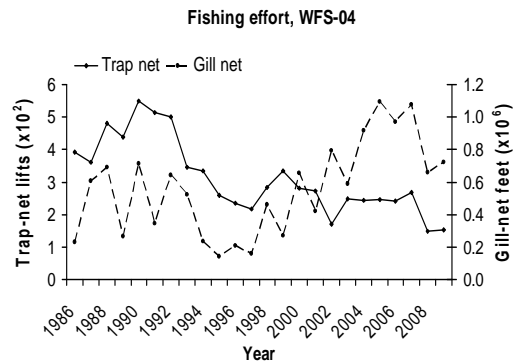 Fishing effort, WFS-04
Trap net Gill net
Trap-net lifts (x10²)
6
5
4
3
2
1
0
Gill-net feet (x10⁶)
1.2
1.0
0.8
0.6
0.4
0.2
0.0
1986 1988 1990 1992 1994 1996 1998 2000 2002 2004 2006 2008
Year